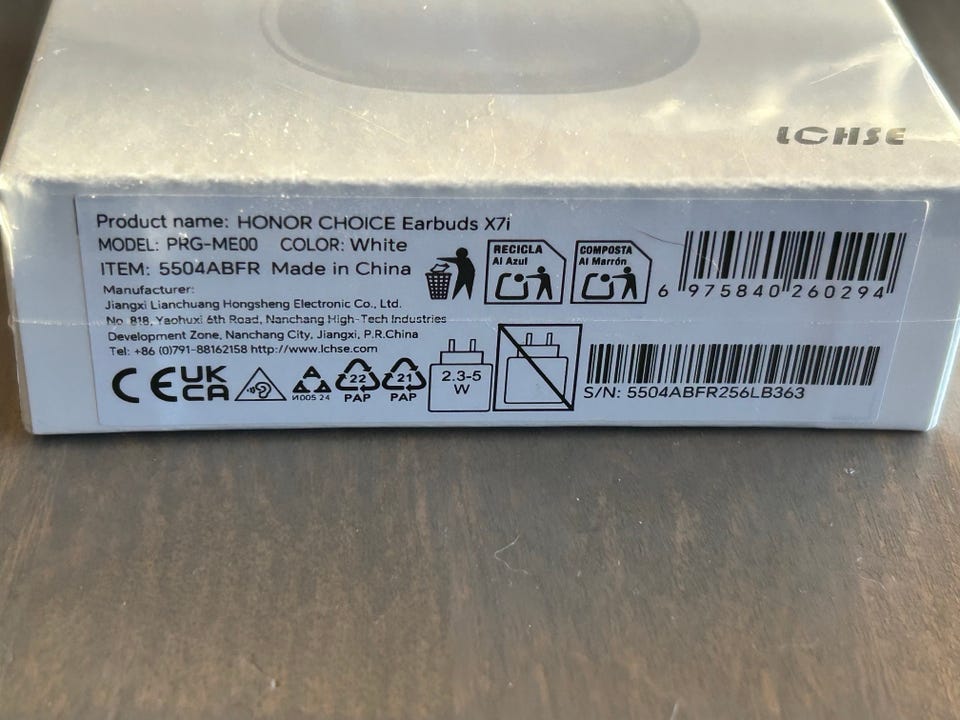 LCHSE
Product name: HONOR CHOICE Earbuds X7i
MODEL: PRG-ME00 COLOR: White
ITEM: 5504ABFR Made in China
Manufacturer:
Jiangxi Lianchuang Hongsheng Electronic Co., Ltd.
No. 818, Yaohuxi 6th Road, Nanchang High-Tech Industries
Development Zone, Nanchang City, Jiangxi, P.R.China
Tel: +86 (0)791-88162158 http://www.lchse.com
RECICLA
Al Azul
COMPOSTA
Al Marrón
6 975840 260294
CE UK
CA
N005 24
22
PAP
21
PAP
2.3-5
W
S/N: 5504ABFR256LB363